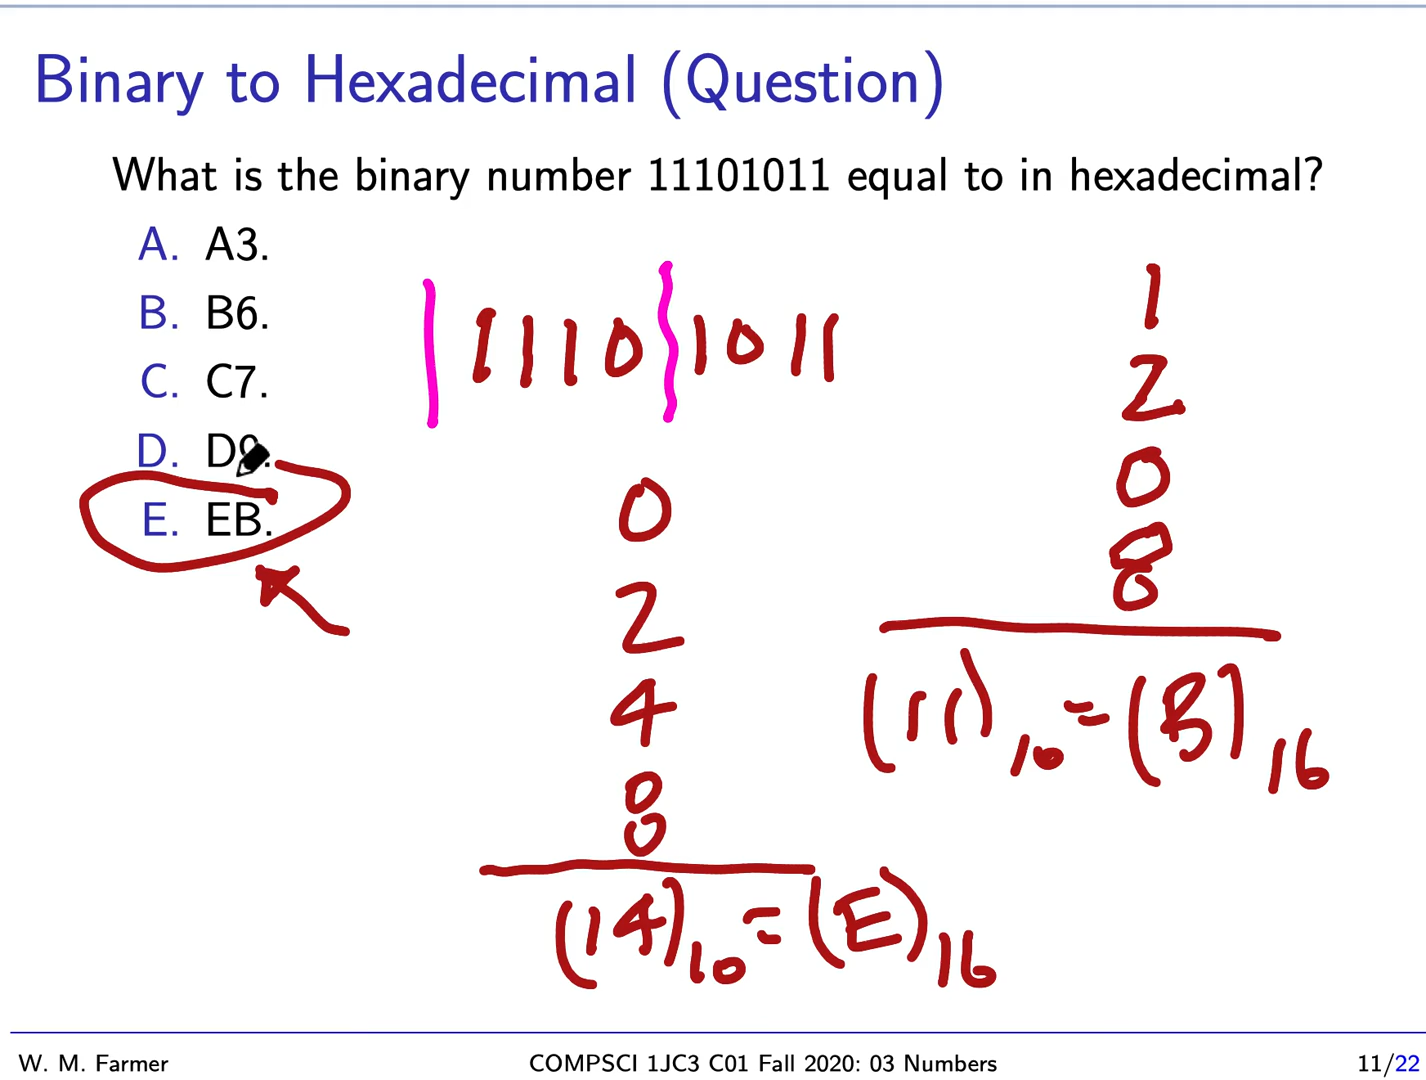 Binary to Hexadecimal (Question)
What is the binary number 11101011 equal to in hexadecimal?
A. A3.
B. B6.
C. C7.
D. D9.
E. EB.
1110 1011
0
2
4
8
(14)10 = (E)16
1
2
0
8
(11)10 = (B)16
W. M. Farmer
COMPSCI 1JC3 C01 Fall 2020: 03 Numbers
11/22